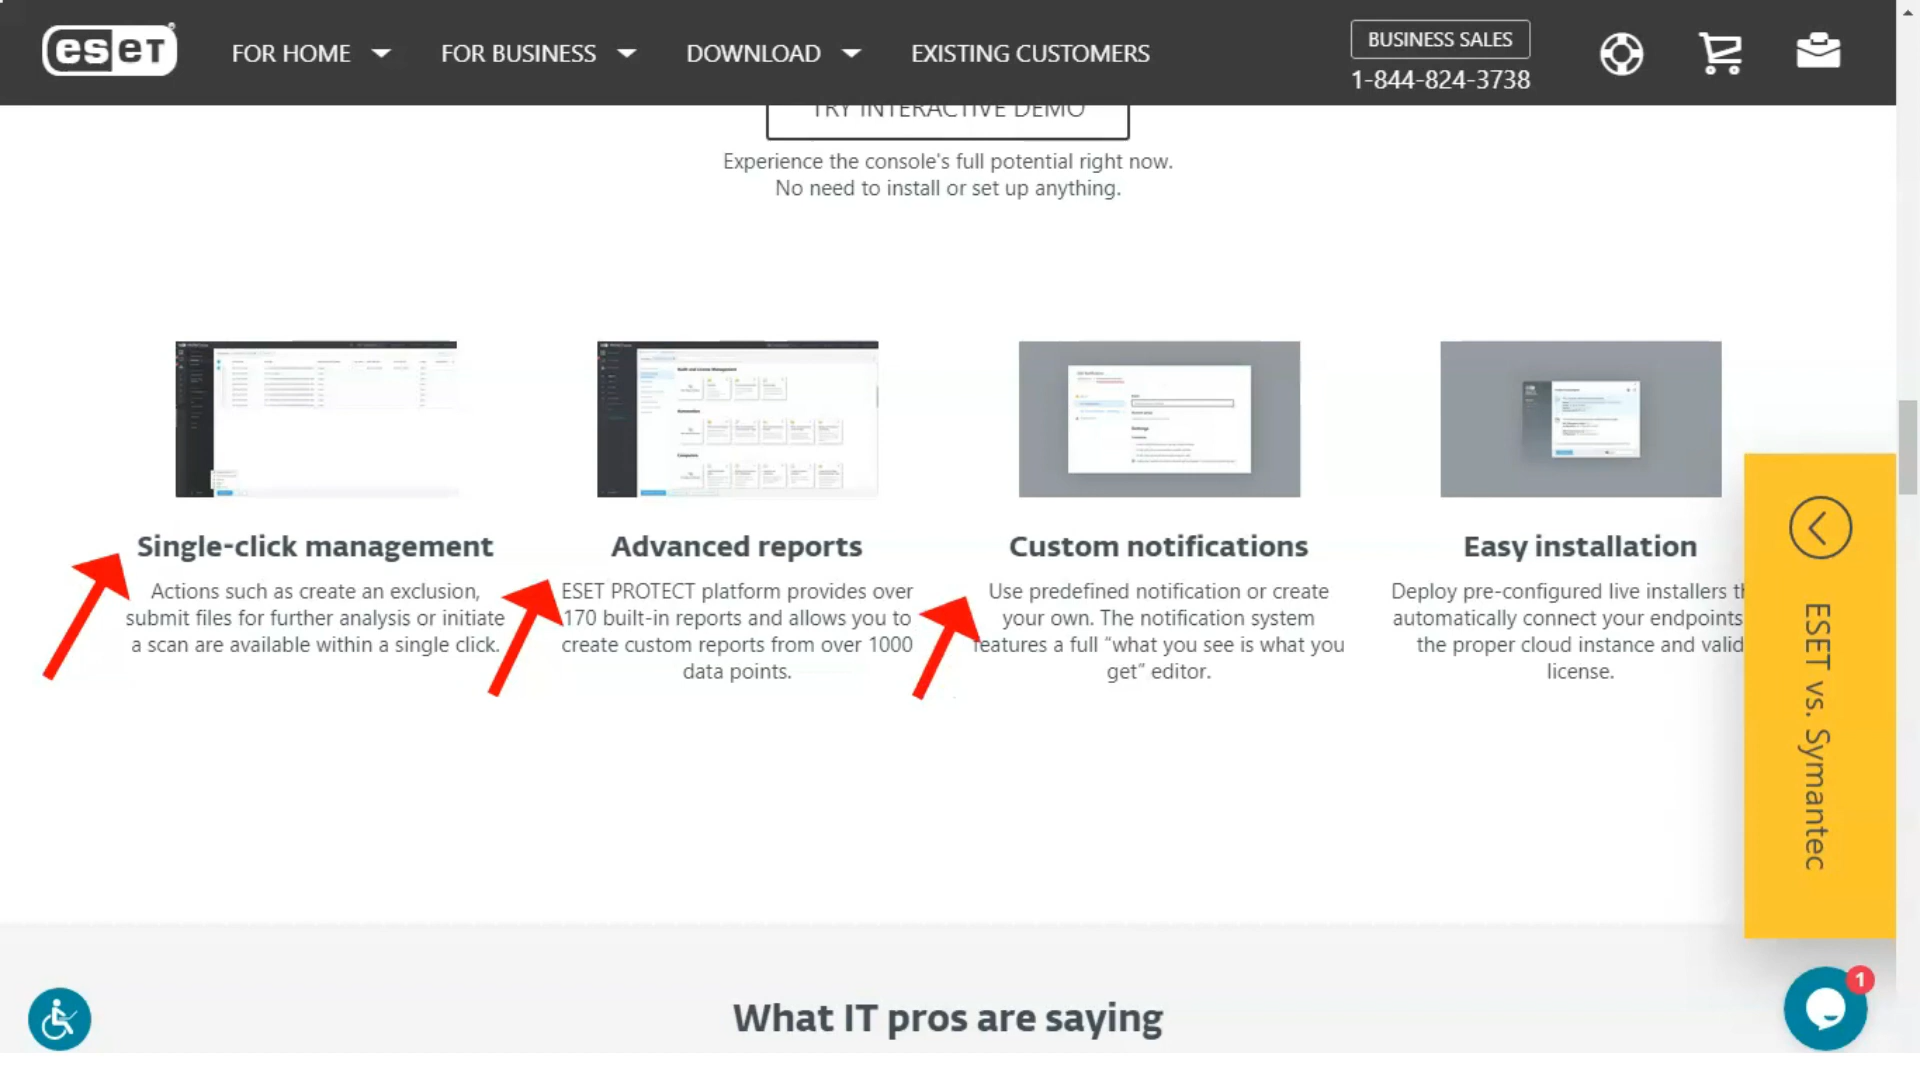 eset
FOR HOME
FOR BUSINESS
DOWNLOAD
EXISTING CUSTOMERS
BUSINESS SALES
1-844-824-3738
TRY INTERACTIVE DEMO
Experience the console's full potential right now.
No need to install or set up anything.
Single-click management
Actions such as create an exclusion,
submit files for further analysis or initiate
a scan are available within a single click.
Advanced reports
ESET PROTECT platform provides over
170 built-in reports and allows you to
create custom reports from over 1000
data points.
Custom notifications
Use predefined notification or create
your own. The notification system
features a full “what you see is what you
get” editor.
Easy installation
Deploy pre-configured live installers
automatically connect your endpoints
the proper cloud instance and valid
license.
ESET vs. Symantec
What IT pros are saying
1